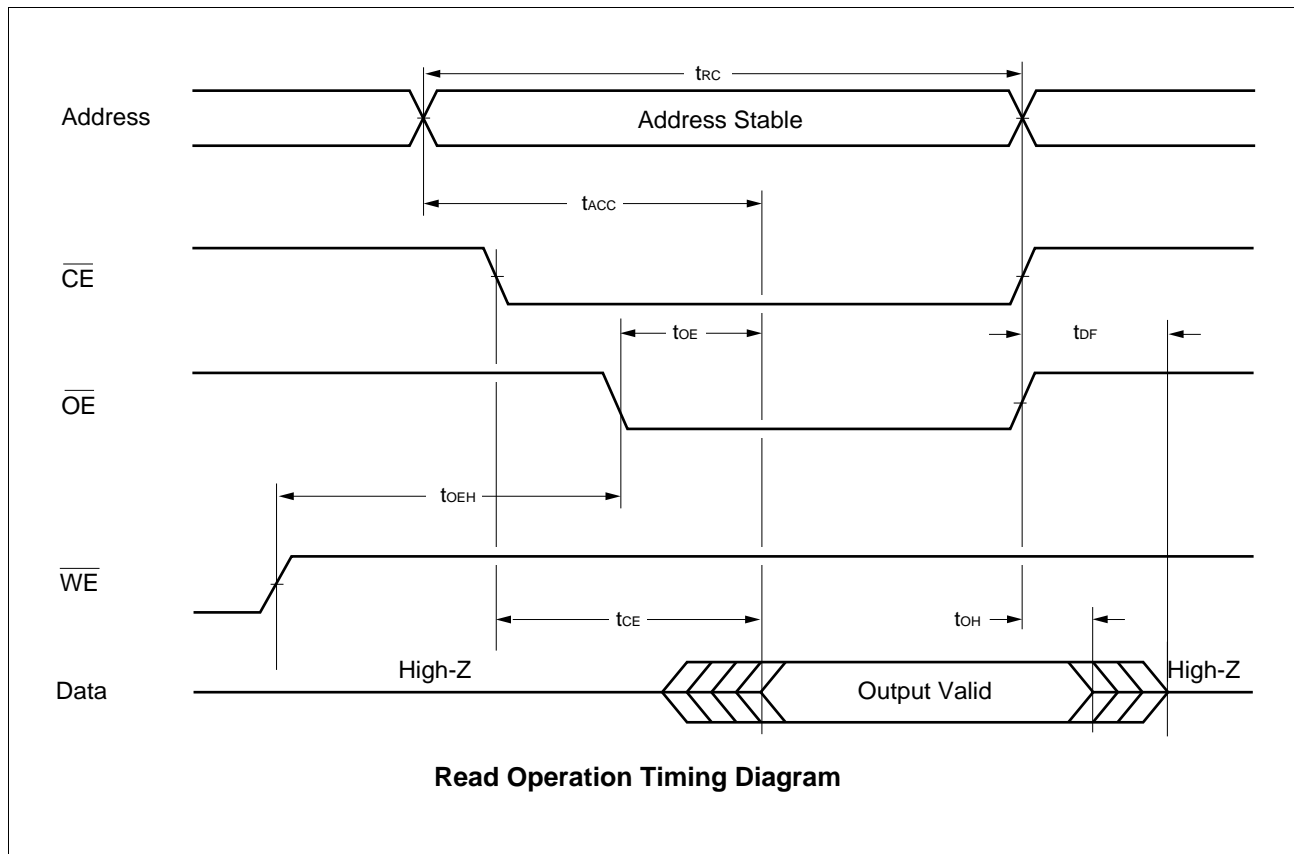 tRC
Address
Address Stable
tACC
CE
tOE
tDF
OE
tOEH
WE
tCE
tOH
High-Z
High-Z
Data
Output Valid
Read Operation Timing Diagram